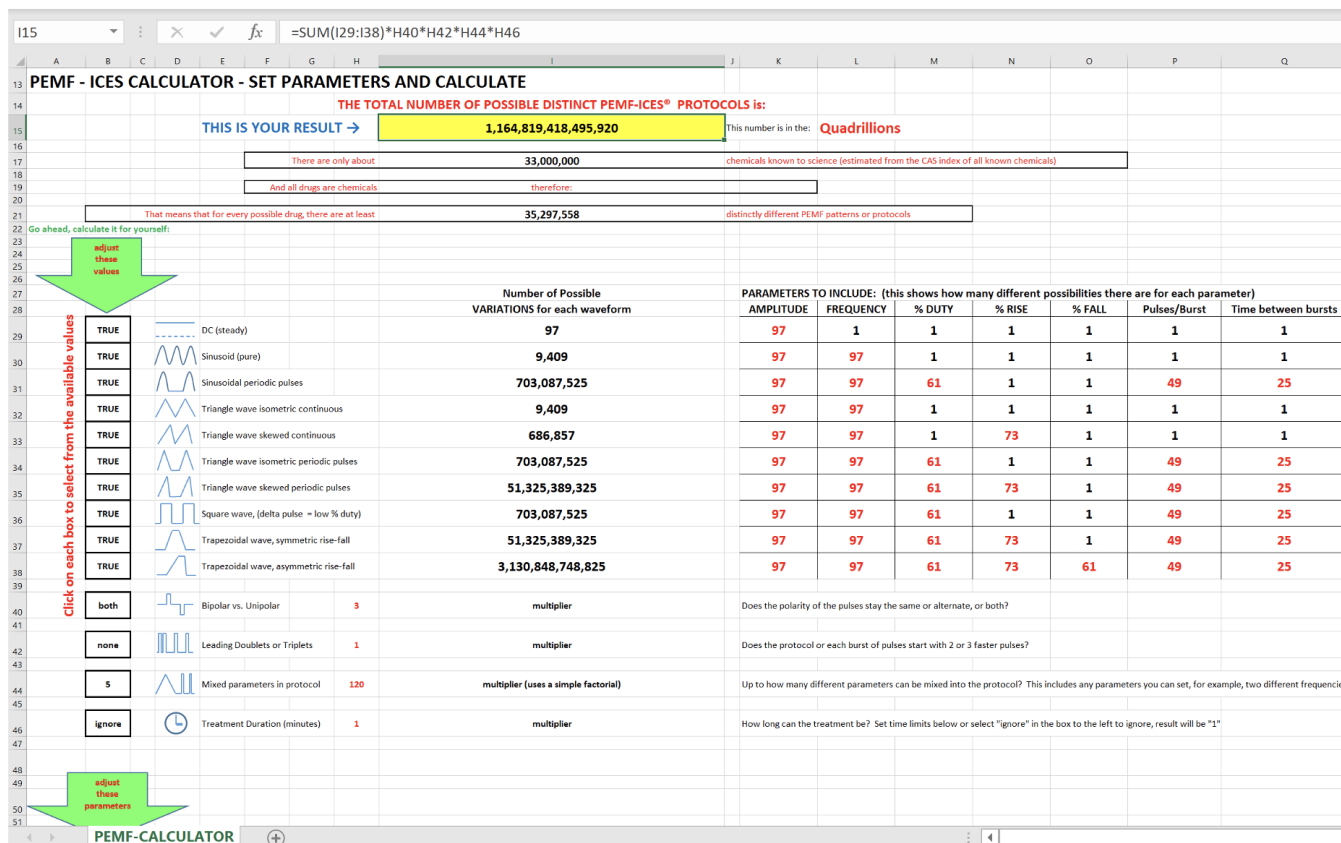 I15 fx =SUM(I29:I38)*H40*H42*H44*H46
A B C D E F G H I J K L M N O P Q
13 PEMF - ICES CALCULATOR - SET PARAMETERS AND CALCULATE
14 THE TOTAL NUMBER OF POSSIBLE DISTINCT PEMF-ICES® PROTOCOLS is:
15 THIS IS YOUR RESULT → 1,164,819,418,495,920 This number is in the: Quadrillions
16
17 There are only about 33,000,000 chemicals known to science (estimated from the CAS index of all known chemicals)
18
19 And all drugs are chemicals therefore:
20
21 That means that for every possible drug, there are at least 35,297,558 distinctly different PEMF patterns or protocols
22 Go ahead, calculate it for yourself:
23 adjust
24 these
25 values
26
27 Number of Possible PARAMETERS TO INCLUDE: (this shows how many different possibilities there are for each parameter)
28 VARIATIONS for each waveform AMPLITUDE FREQUENCY % DUTY % RISE % FALL Pulses/Burst Time between bursts
Click on each box to select from the available values
29 TRUE DC (steady) 97 97 1 1 1 1 1 1
30 TRUE Sinusoid (pure) 9,409 97 97 1 1 1 1 1
31 TRUE Sinusoidal periodic pulses 703,087,525 97 97 61 1 1 49 25
32 TRUE Triangle wave isometric continuous 9,409 97 97 1 1 1 1 1
33 TRUE Triangle wave skewed continuous 686,857 97 97 1 73 1 1 1
34 TRUE Triangle wave isometric periodic pulses 703,087,525 97 97 61 1 1 49 25
35 TRUE Triangle wave skewed periodic pulses 51,325,389,325 97 97 61 73 1 49 25
36 TRUE Square wave, (delta pulse = low % duty) 703,087,525 97 97 61 1 1 49 25
37 TRUE Trapezoidal wave, symmetric rise-fall 51,325,389,325 97 97 61 73 1 49 25
38 TRUE Trapezoidal wave, asymmetric rise-fall 3,130,848,748,825 97 97 61 73 61 49 25
39
40 both Bipolar vs. Unipolar 3 multiplier Does the polarity of the pulses stay the same or alternate, or both?
41
42 none Leading Doublets or Triplets 1 multiplier Does the protocol or each burst of pulses start with 2 or 3 faster pulses?
43
44 5 Mixed parameters in protocol 120 multiplier (uses a simple factorial) Up to how many different parameters can be mixed into the protocol? This includes any parameters you can set, for example, two different frequencie
45
46 ignore Treatment Duration (minutes) 1 multiplier How long can the treatment be? Set time limits below or select "ignore" in the box to the left to ignore, result will be "1"
47
48
49 adjust
these
50 parameters
51
PEMF-CALCULATOR